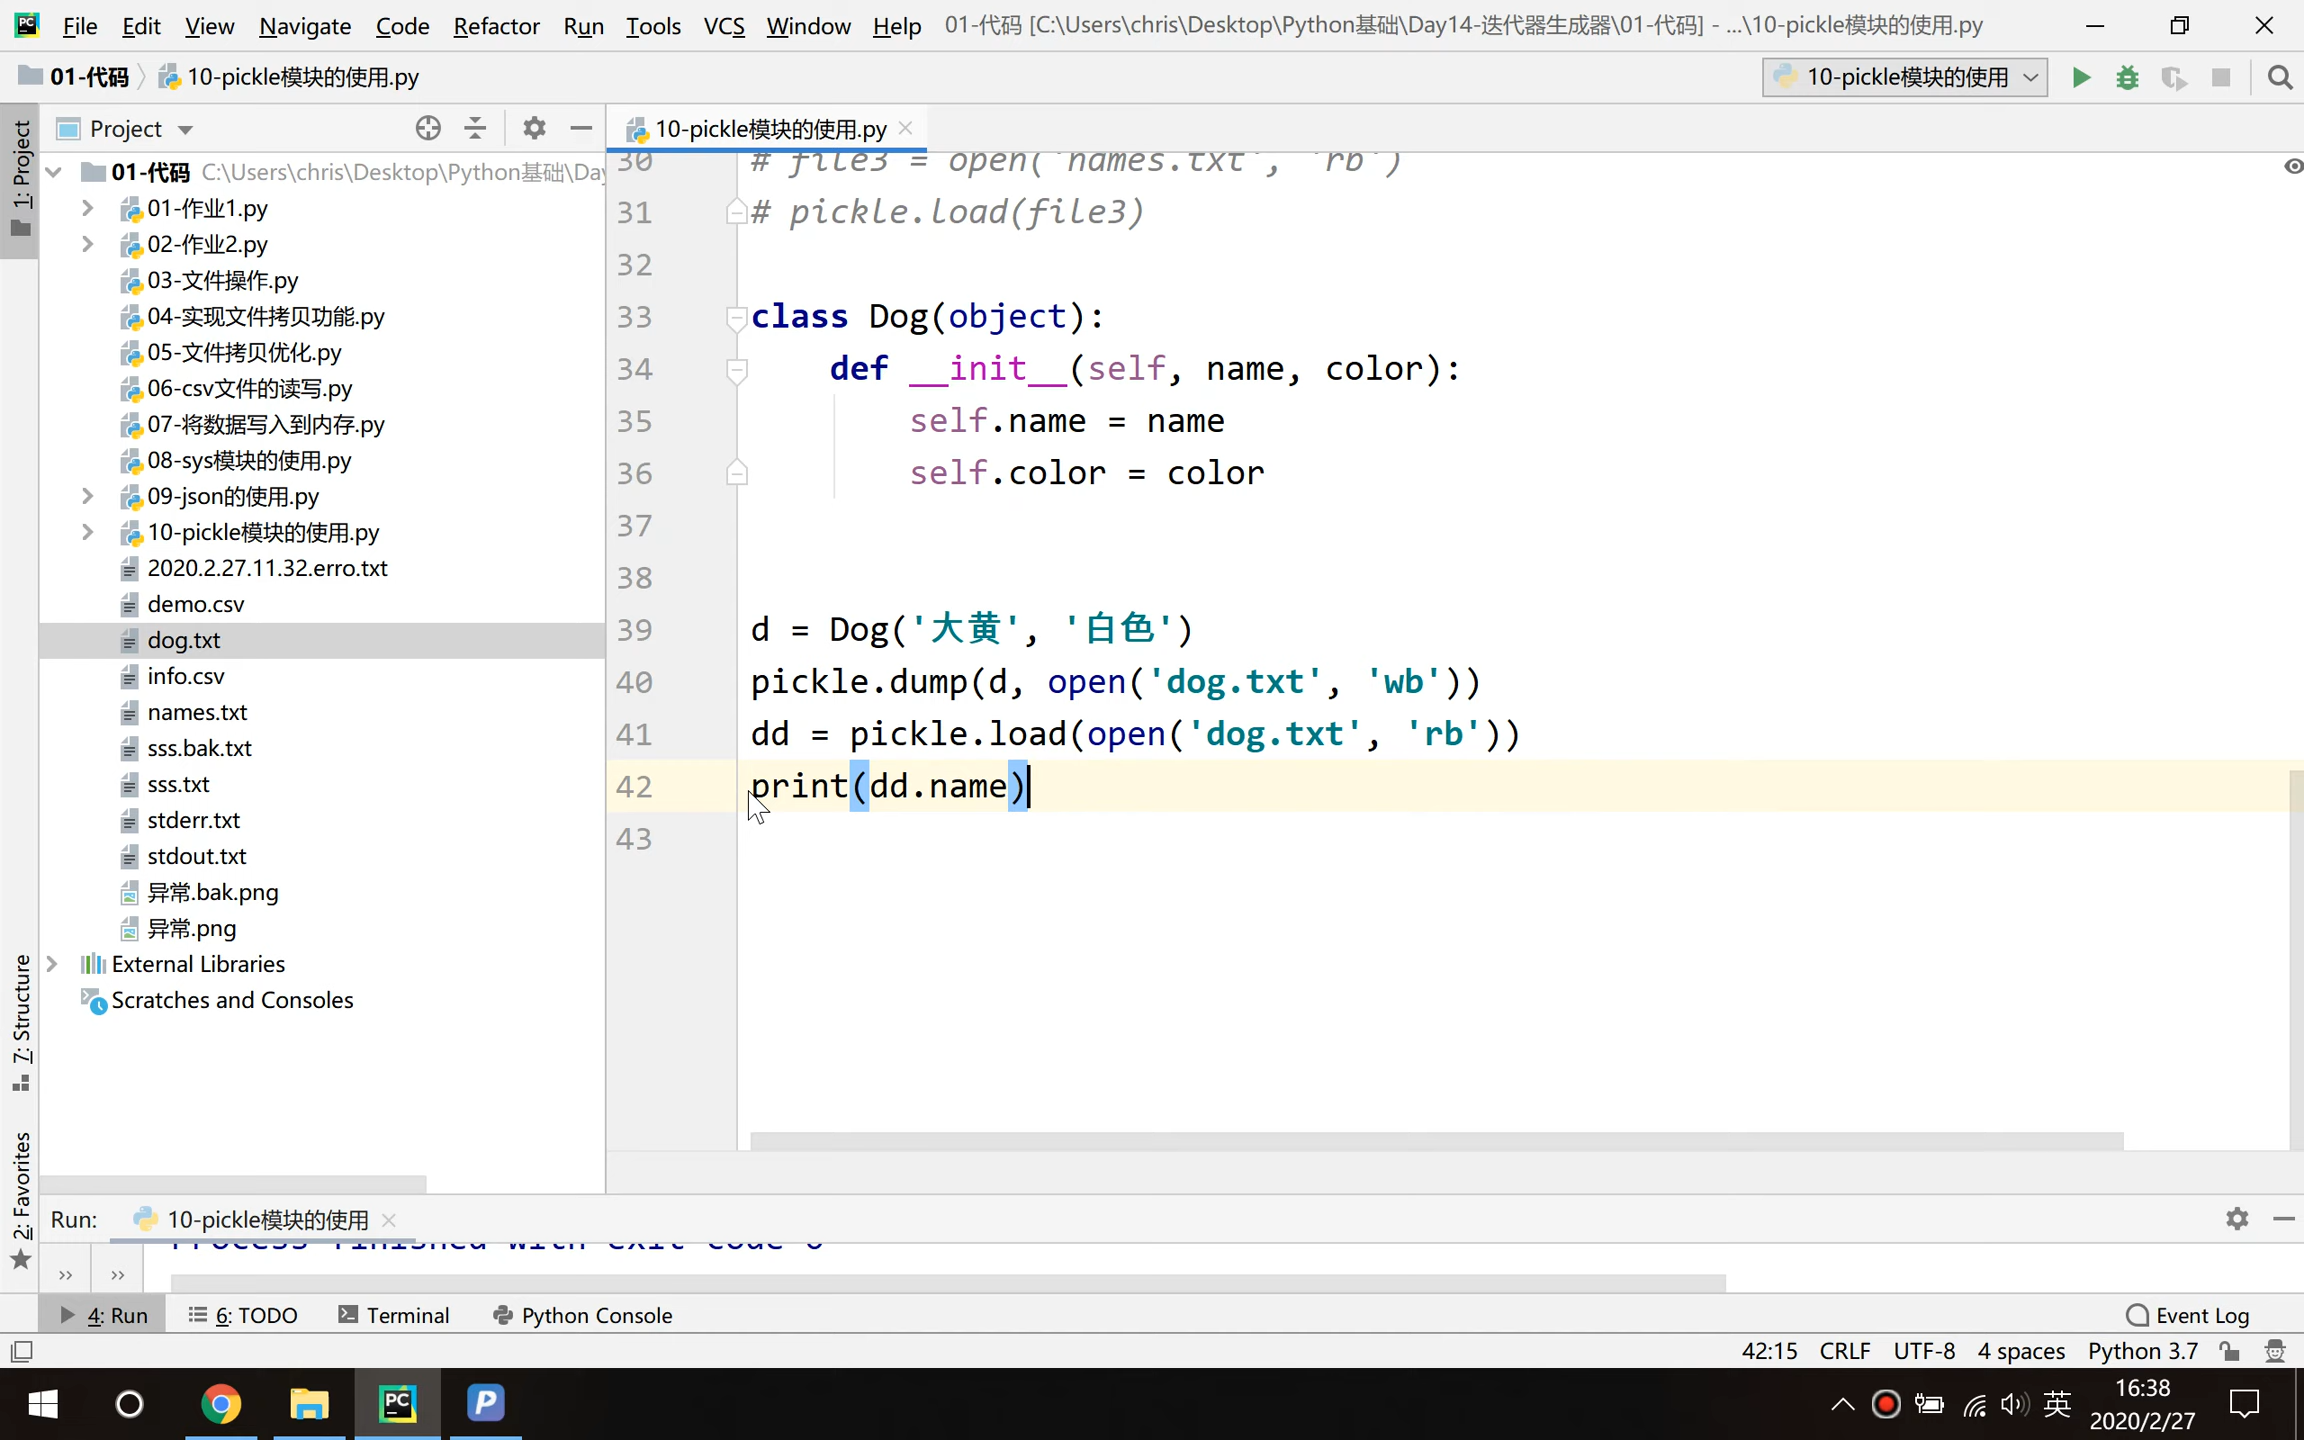 File Edit View Navigate Code Refactor Run Tools VCS Window Help 01-代码 [C:\Users\chris\Desktop\Python基础\Day14-迭代器生成器\01-代码] - ...\10-pickle模块的使用.py
01-代码 10-pickle模块的使用.py
10-pickle模块的使用
1: Project
Project
10-pickle模块的使用.py
01-代码 C:\Users\chris\Desktop\Python基础\Da
01-作业1.py
02-作业2.py
03-文件操作.py
04-实现文件拷贝功能.py
05-文件拷贝优化.py
06-csv文件的读写.py
07-将数据写入到内存.py
08-sys模块的使用.py
09-json的使用.py
10-pickle模块的使用.py
2020.2.27.11.32.erro.txt
demo.csv
dog.txt
info.csv
names.txt
sss.bak.txt
sss.txt
stderr.txt
stdout.txt
异常.bak.png
异常.png
External Libraries
Scratches and Consoles
7: Structure
2: Favorites
30 # file3 = open('names.txt', 'rb')
31 # pickle.load(file3)
32
33 class Dog(object):
34 def __init__(self, name, color):
35 self.name = name
36 self.color = color
37
38
39 d = Dog('大黄', '白色')
40 pickle.dump(d, open('dog.txt', 'wb'))
41 dd = pickle.load(open('dog.txt', 'rb'))
42 print(dd.name)
43
Run: 10-pickle模块的使用
Process finished with exit code 0
4: Run 6: TODO Terminal Python Console Event Log
42:15 CRLF UTF-8 4 spaces Python 3.7
英 16:38
2020/2/27